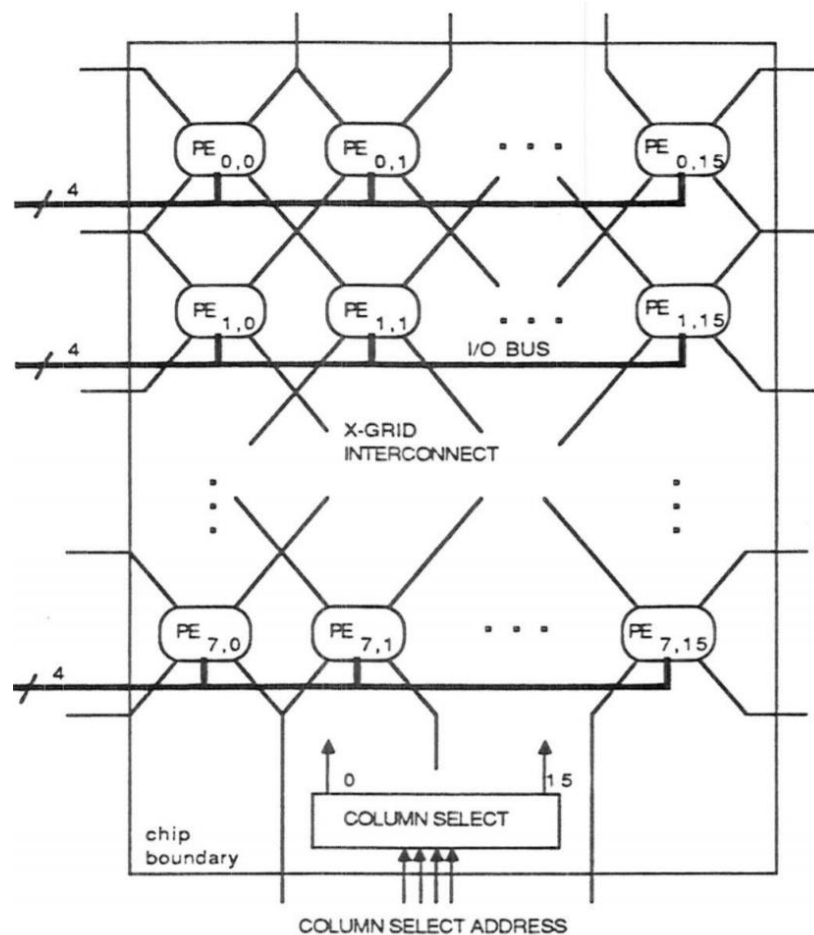 PE 0,0 PE 0,1 . . . PE 0,15
4
PE 1,0 PE 1,1 . . . PE 1,15
4 I/O BUS
X-GRID
INTERCONNECT
PE 7,0 PE 7,1 . . . PE 7,15
4
0 15
COLUMN SELECT
chip
boundary
COLUMN SELECT ADDRESS